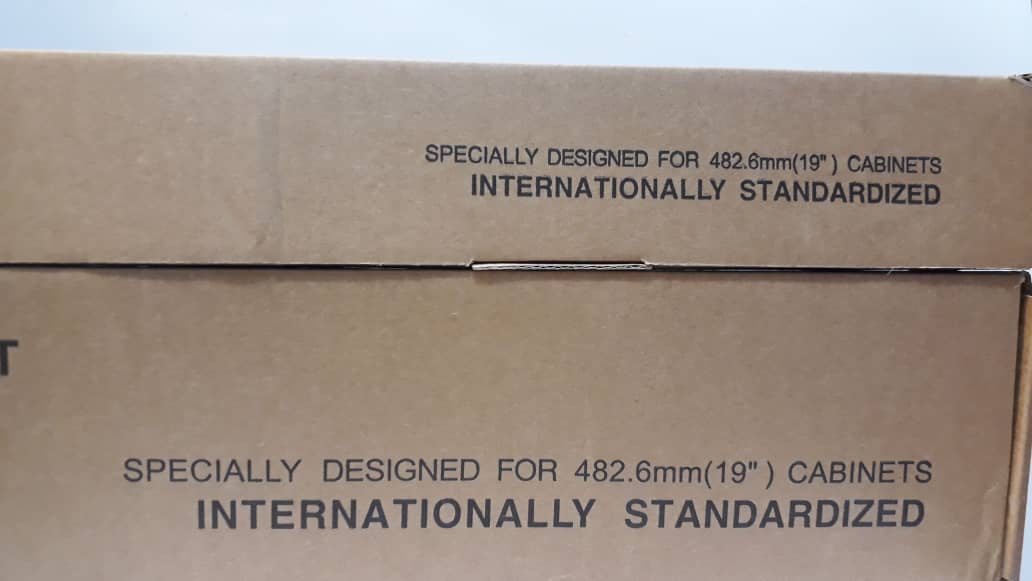 SPECIALLY DESIGNED FOR 482.6mm(19") CABINETS
INTERNATIONALLY STANDARDIZED
T
SPECIALLY DESIGNED FOR 482.6mm(19") CABINETS
INTERNATIONALLY STANDARDIZED